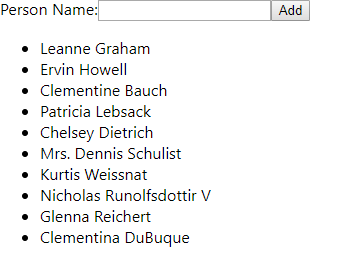 Person Name: Add
Leanne Graham
Ervin Howell
Clementine Bauch
Patricia Lebsack
Chelsey Dietrich
Mrs. Dennis Schulist
Kurtis Weissnat
Nicholas Runolfsdottir V
Glenna Reichert
Clementina DuBuque